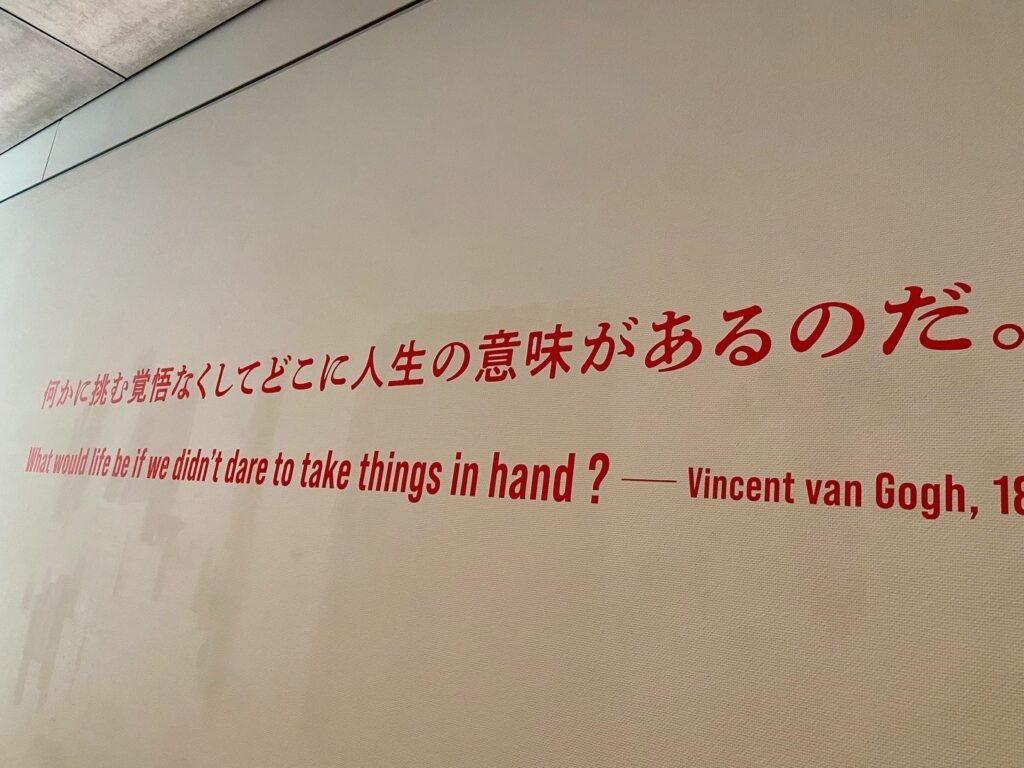 何かに挑む覚悟なくしてどこに人生の意味があるのだ。
What would life be if we didn't dare to take things in hand ? — Vincent van Gogh, 18